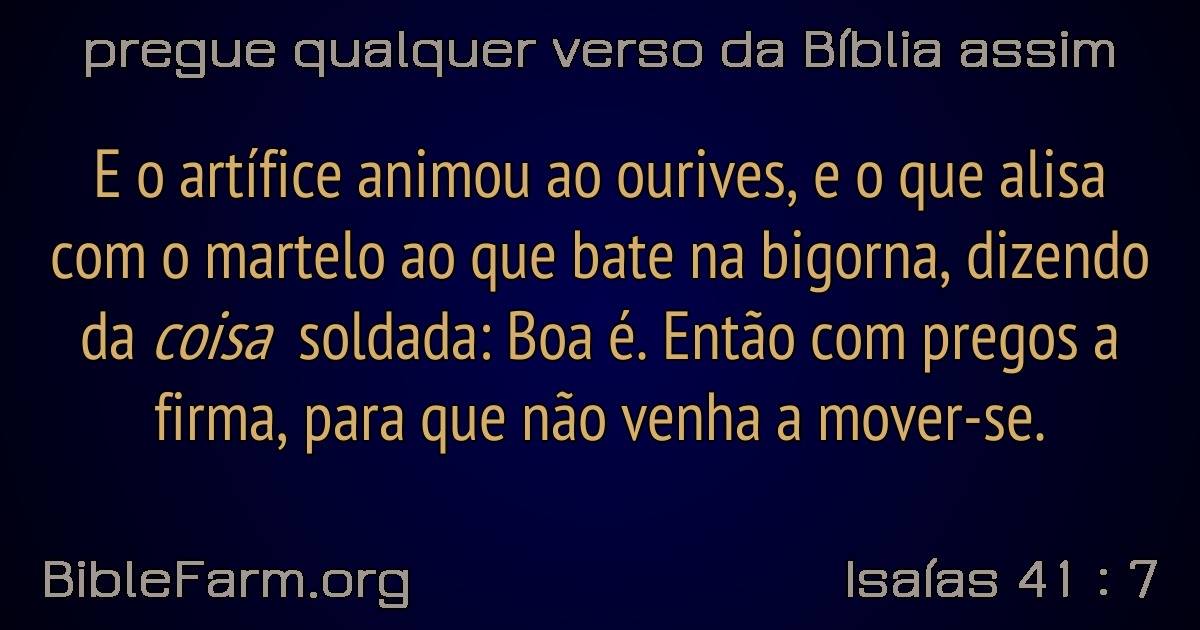 pregue qualquer verso da Bíblia assim
E o artífice animou ao ourives, e o que alisa
com o martelo ao que bate na bigorna, dizendo
da coisa soldada: Boa é. Então com pregos a
firma, para que não venha a mover-se.
BibleFarm.org
Isaías 41 : 7